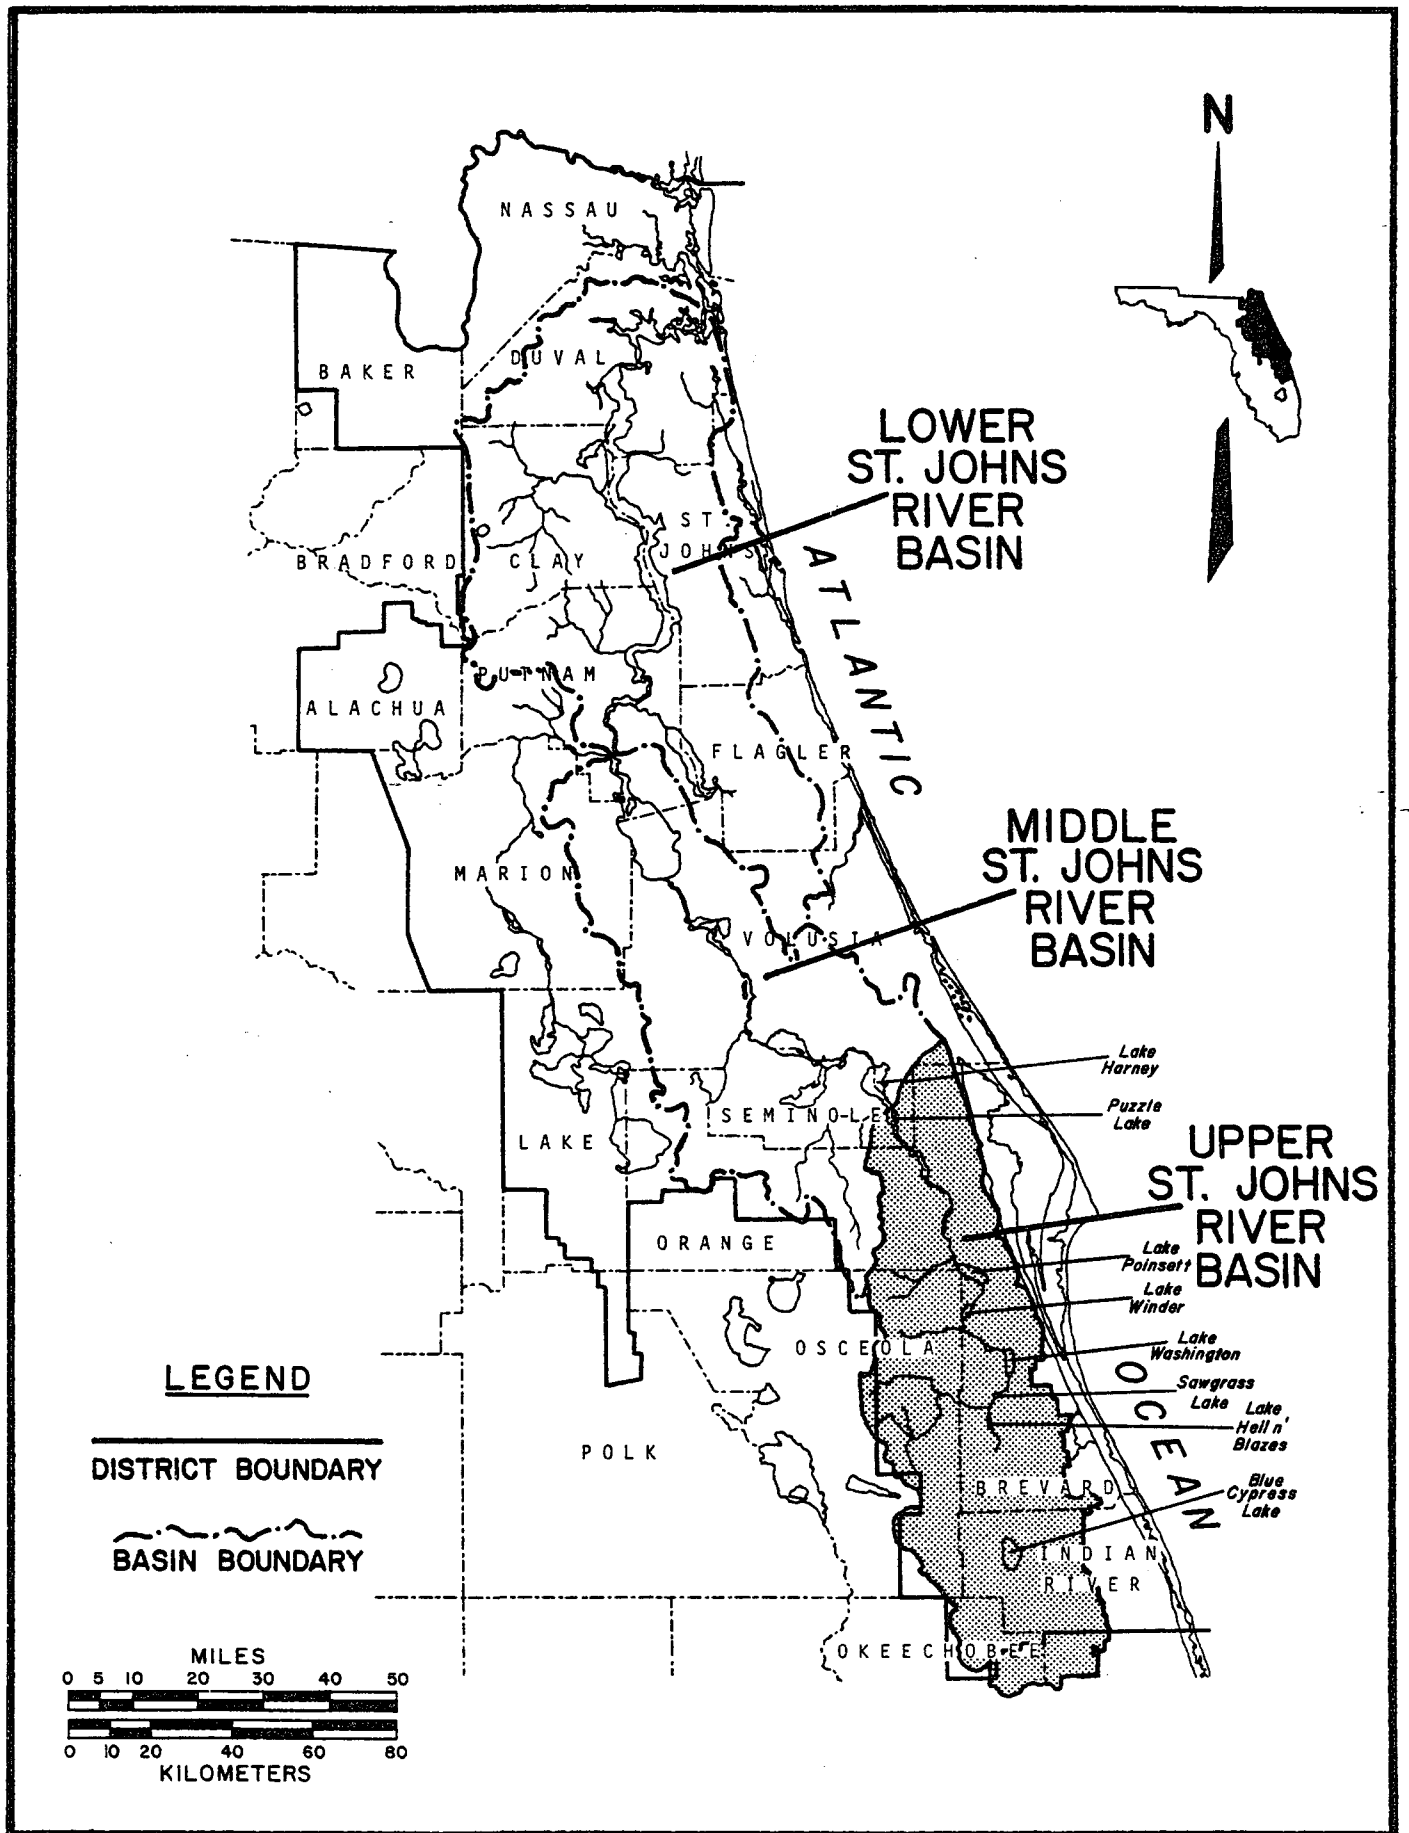 N
NASSAU
DUVAL
BAKER
LOWER
ST. JOHNS
RIVER
BASIN
ST.
JOHNS
BRADFORD
CLAY
ATLANTIC
PUTNAM
ALACHUA
FLAGLER
MIDDLE
ST. JOHNS
RIVER
BASIN
MARION
VOLUSIA
Lake
Harney
SEMINOLE
Puzzle
Lake
LAKE
UPPER
ST. JOHNS
RIVER
BASIN
ORANGE
Lake
Poinsett
Lake
Winder
OSCEOLA
Lake
Washington
OCEAN
Sawgrass
Lake
Lake
Hell n'
Blazes
POLK
BREVARD
Blue
Cypress
Lake
INDIAN
RIVER
OKEECHOBEE
LEGEND
DISTRICT BOUNDARY
BASIN BOUNDARY
MILES
0 5 10 20 30 40 50
0 10 20 40 60 80
KILOMETERS